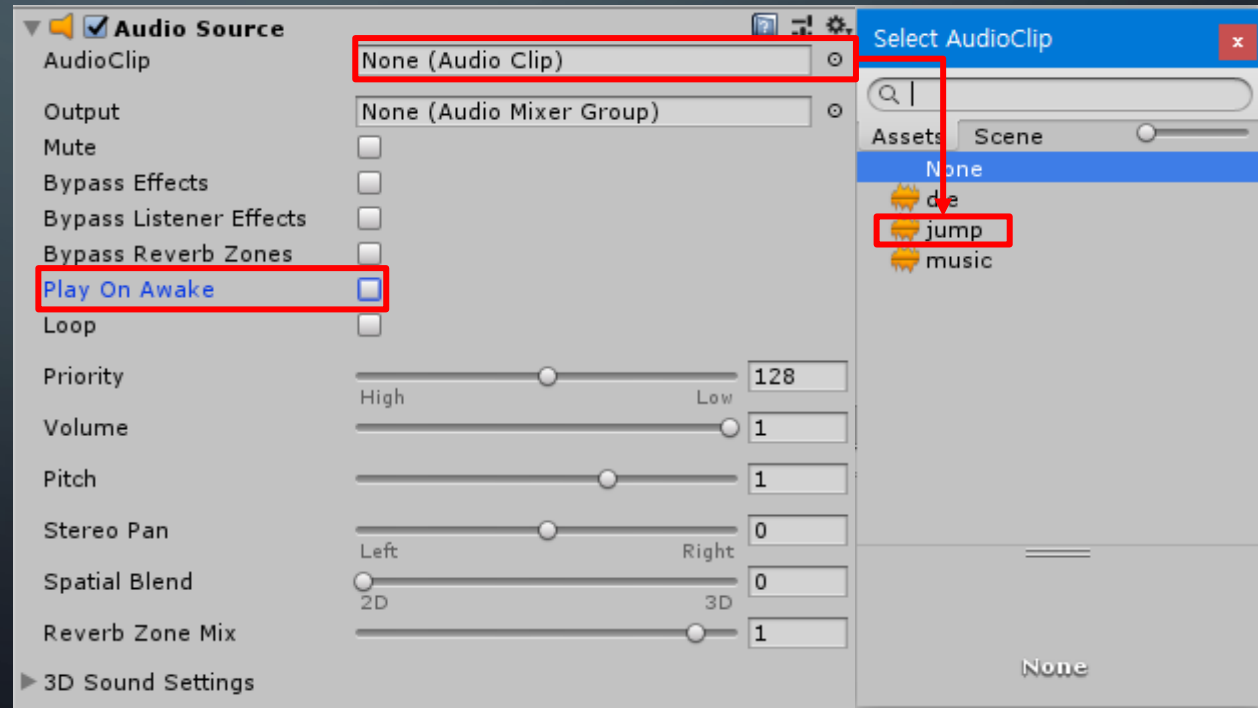 Audio Source
AudioClip None (Audio Clip)
Output None (Audio Mixer Group)
Mute
Bypass Effects
Bypass Listener Effects
Bypass Reverb Zones
Play On Awake
Loop
Priority 128
High Low
Volume 1
Pitch 1
Stereo Pan 0
Left Right
Spatial Blend 0
2D 3D
Reverb Zone Mix 1
3D Sound Settings
Select AudioClip
x
Assets Scene
None
die
jump
music
None